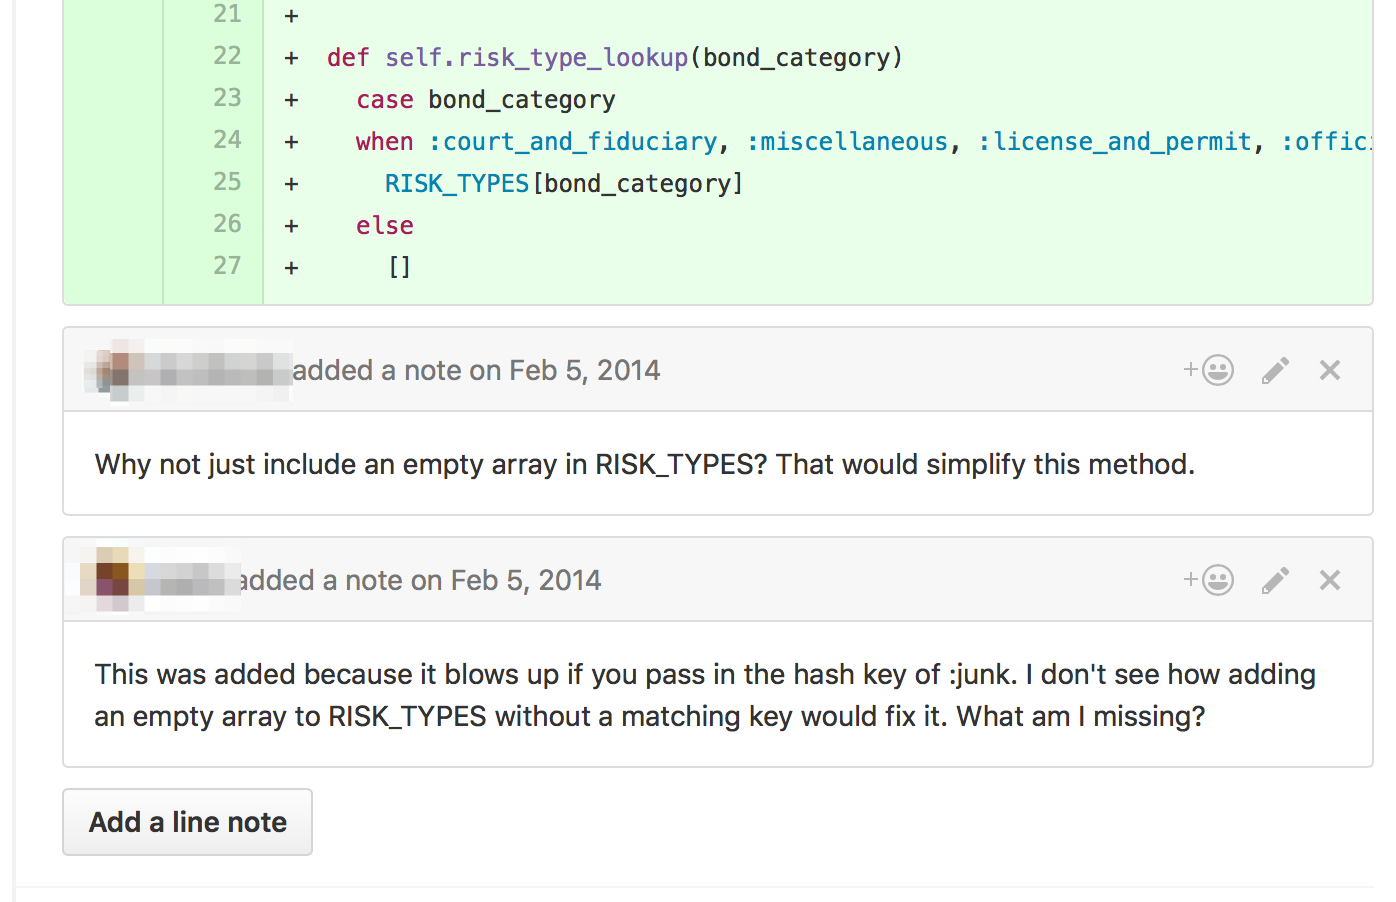 21 +
22 + def self.risk_type_lookup(bond_category)
23 + case bond_category
24 + when :court_and_fiduciary, :miscellaneous, :license_and_permit, :offici
25 + RISK_TYPES[bond_category]
26 + else
27 + []
added a note on Feb 5, 2014
Why not just include an empty array in RISK_TYPES? That would simplify this method.
added a note on Feb 5, 2014
This was added because it blows up if you pass in the hash key of :junk. I don't see how adding
an empty array to RISK_TYPES without a matching key would fix it. What am I missing?
Add a line note